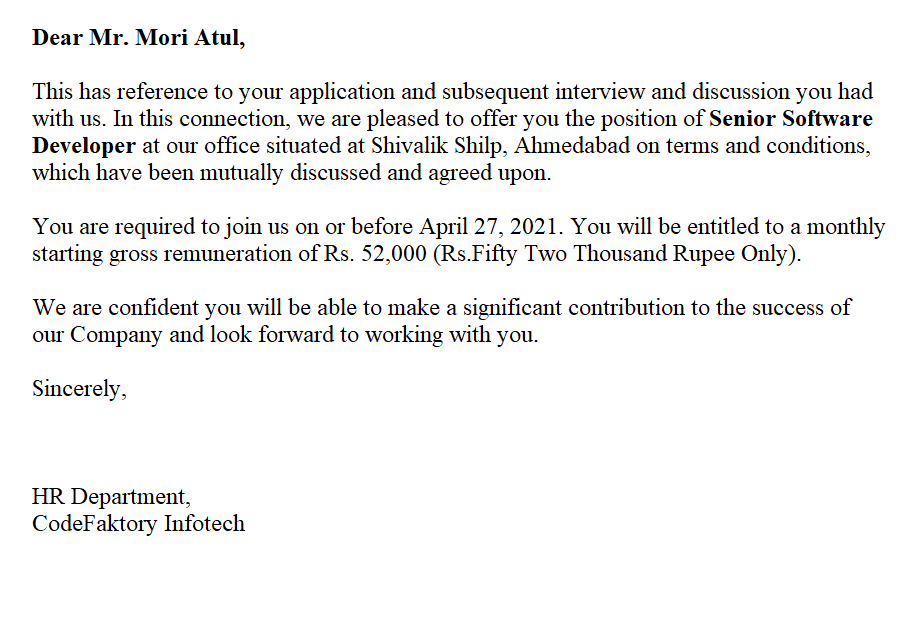 Dear Mr. Mori Atul,
This has reference to your application and subsequent interview and discussion you had
with us. In this connection, we are pleased to offer you the position of Senior Software
Developer at our office situated at Shivalik Shilp, Ahmedabad on terms and conditions,
which have been mutually discussed and agreed upon.
You are required to join us on or before April 27, 2021. You will be entitled to a monthly
starting gross remuneration of Rs. 52,000 (Rs.Fifty Two Thousand Rupee Only).
We are confident you will be able to make a significant contribution to the success of
our Company and look forward to working with you.
Sincerely,
HR Department,
CodeFaktory Infotech